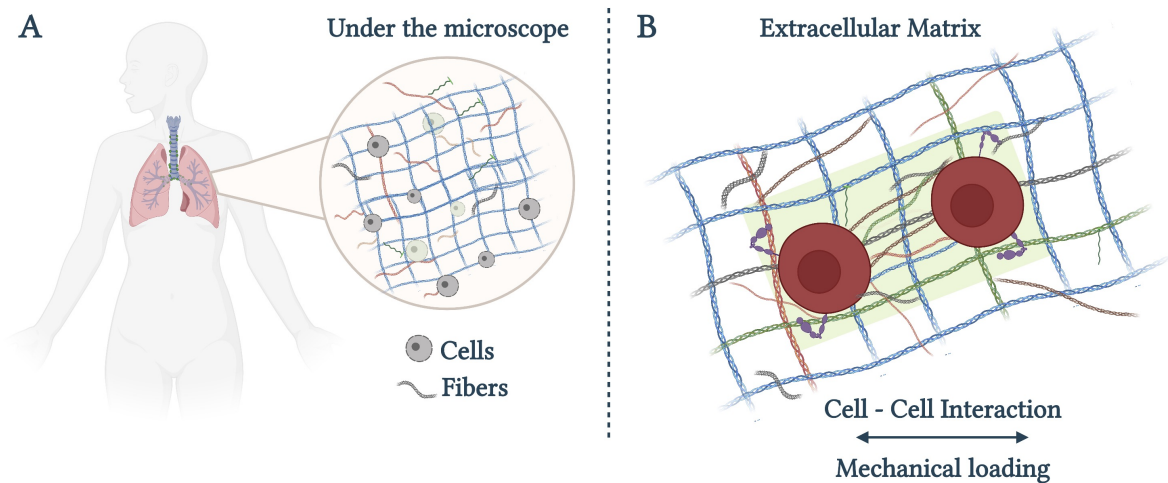 A
Under the microscope
Cells
Fibers
B
Extracellular Matrix
Cell - Cell Interaction
Mechanical loading